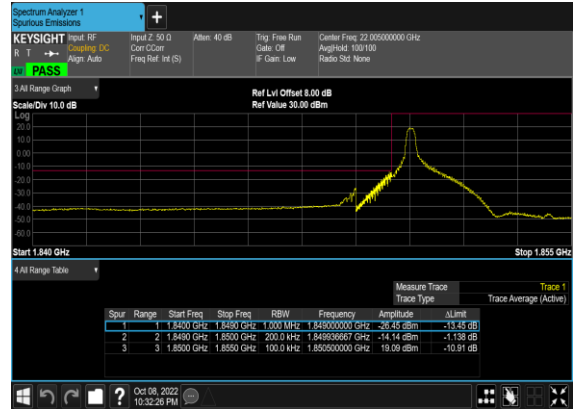 Spectrum Analyzer 1
Spurious Emissions
KEYSIGHT Input: RF Input Z: 50 Ω Atten: 40 dB Trig: Free Run Center Freq: 22.005000000 GHz
R T Coupling: DC Corr CCorr Gate: Off Avg|Hold: 100/100
Align: Auto Freq Ref: Int (S) IF Gain: Low Radio Std: None
PASS
3 All Range Graph
Ref Lvl Offset 8.00 dB
Scale/Div 10.0 dB Ref Value 30.00 dBm
Log
20.0
10.0
0.00
-10.0
-20.0
-30.0
-40.0
-50.0
-60.0
Start 1.840 GHz Stop 1.855 GHz
4 All Range Table
Measure Trace Trace 1
Trace Type Trace Average (Active)
Spur Range Start Freq Stop Freq RBW Frequency Amplitude ΔLimit
1 1 1.8400 GHz 1.8490 GHz 1.000 MHz 1.849000000 GHz -26.45 dBm -13.45 dB
2 2 1.8490 GHz 1.8500 GHz 200.0 kHz 1.849936667 GHz -14.14 dBm -1.138 dB
3 3 1.8500 GHz 1.8550 GHz 100.0 kHz 1.850500000 GHz 19.09 dBm -10.91 dB
? Oct 08, 2022
10:32:26 PM